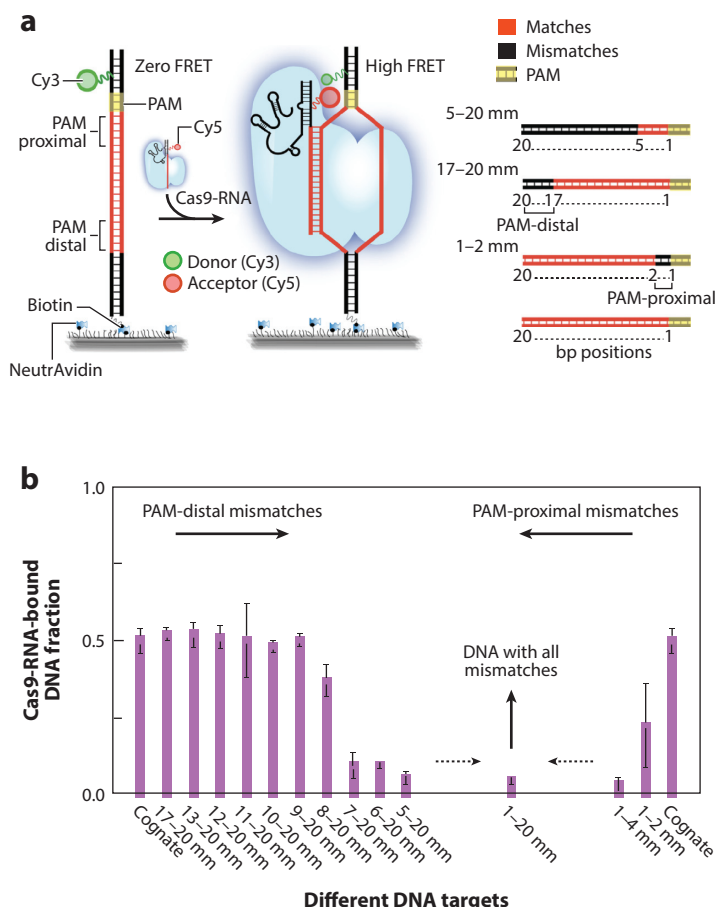 a
Zero FRET
Cy3
PAM
PAM
proximal
Cy5
Cas9-RNA
PAM
distal
Donor (Cy3)
Acceptor (Cy5)
Biotin
NeutrAvidin
High FRET
Matches
Mismatches
PAM
5–20 mm
20 5 1
17–20 mm
20 17 1
PAM-distal
1–2 mm
20 2 1
PAM-proximal
20 1
bp positions
b
1.0
0.5
0.0
Cas9-RNA-bound
DNA fraction
PAM-distal mismatches
PAM-proximal mismatches
DNA with all
mismatches
Cognate
17–20 mm
13–20 mm
12–20 mm
11–20 mm
10–20 mm
9–20 mm
8–20 mm
7–20 mm
6–20 mm
5–20 mm
1–20 mm
1–4 mm
1–2 mm
Cognate
Different DNA targets